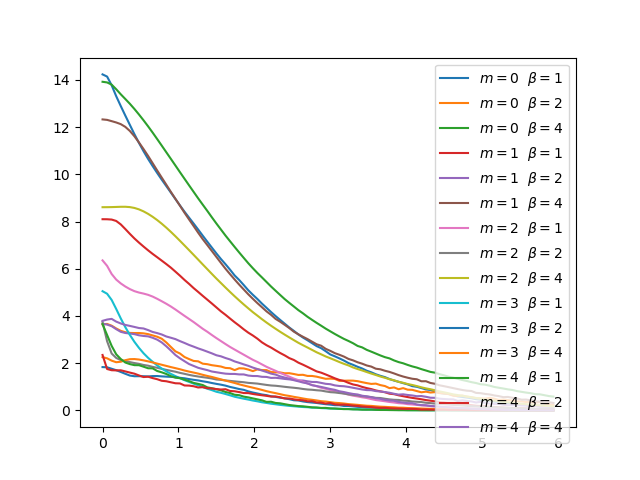 14
12
10
8
6
4
2
0
0 1 2 3 4 5 6
m = 0 β = 1
m = 0 β = 2
m = 0 β = 4
m = 1 β = 1
m = 1 β = 2
m = 1 β = 4
m = 2 β = 1
m = 2 β = 2
m = 2 β = 4
m = 3 β = 1
m = 3 β = 2
m = 3 β = 4
m = 4 β = 1
m = 4 β = 2
m = 4 β = 4